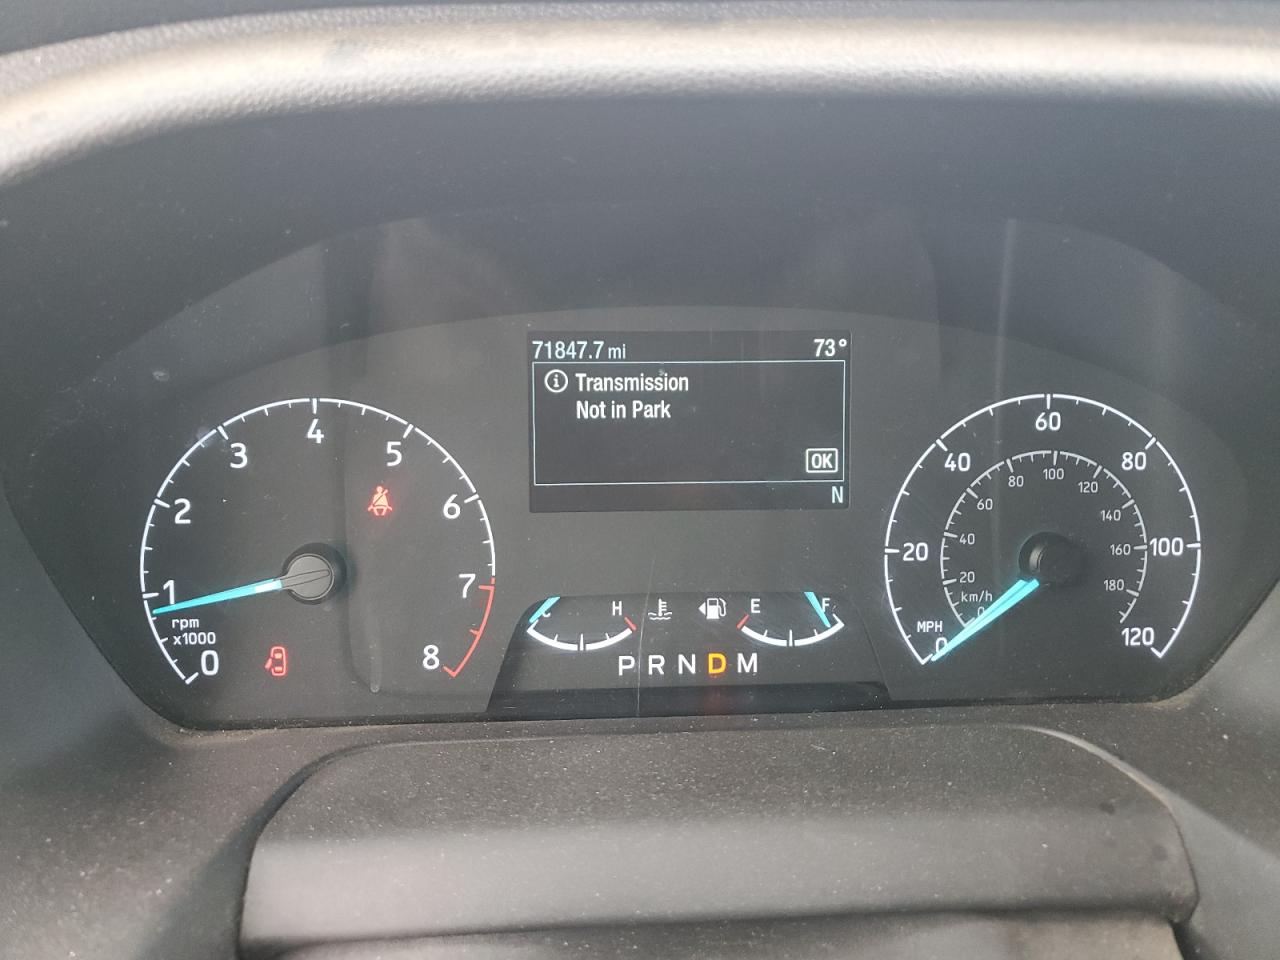 71847.7 mi 73°
Transmission
Not in Park
OK
N
0 1 2 3 4 5 6 7 8
rpm
x1000
C H E F
P R N D M
0 20 40 60 80 100 120
MPH
0 20 40 60 80 100 120 140 160 180
km/h